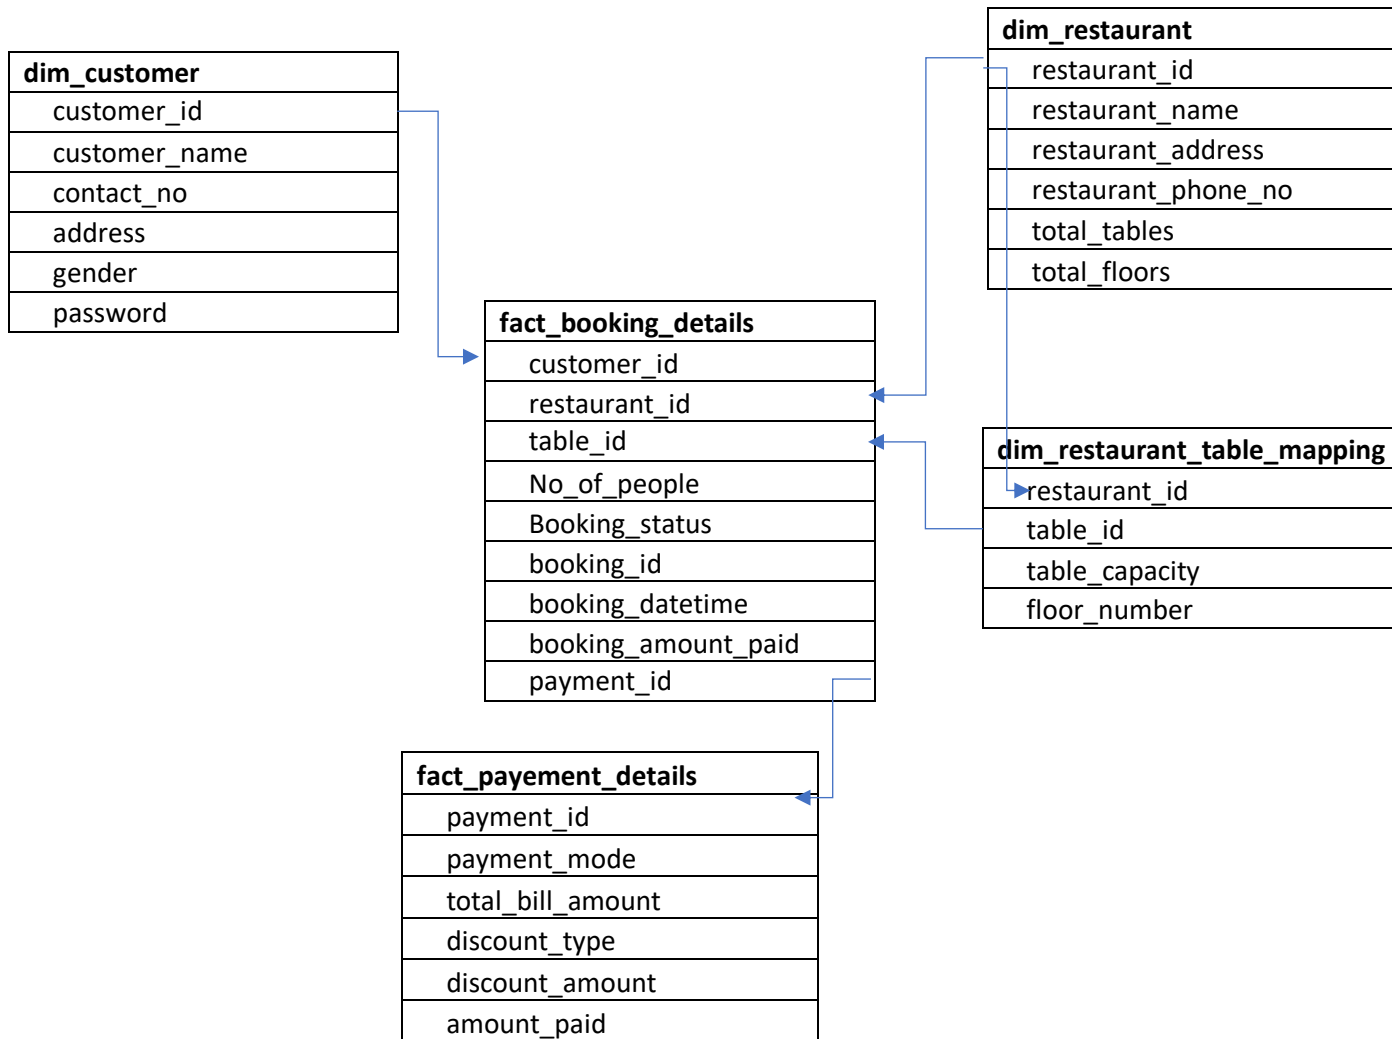 dim_customer
customer_id
customer_name
contact_no
address
gender
password
dim_restaurant
restaurant_id
restaurant_name
restaurant_address
restaurant_phone_no
total_tables
total_floors
fact_booking_details
customer_id
restaurant_id
table_id
No_of_people
Booking_status
booking_id
booking_datetime
booking_amount_paid
payment_id
dim_restaurant_table_mapping
restaurant_id
table_id
table_capacity
floor_number
fact_payement_details
payment_id
payment_mode
total_bill_amount
discount_type
discount_amount
amount_paid